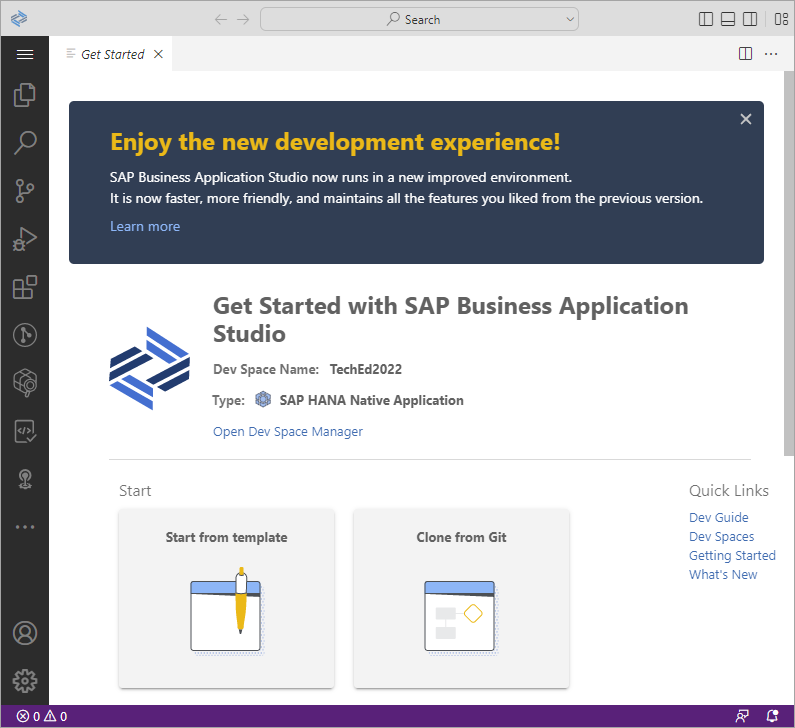 Search
Get Started
Enjoy the new development experience!
SAP Business Application Studio now runs in a new improved environment.
It is now faster, more friendly, and maintains all the features you liked from the previous version.
Learn more
Get Started with SAP Business Application
Studio
Dev Space Name: TechEd2022
Type: SAP HANA Native Application
Open Dev Space Manager
Start
Start from template
Clone from Git
Quick Links
Dev Guide
Dev Spaces
Getting Started
What's New
0 0